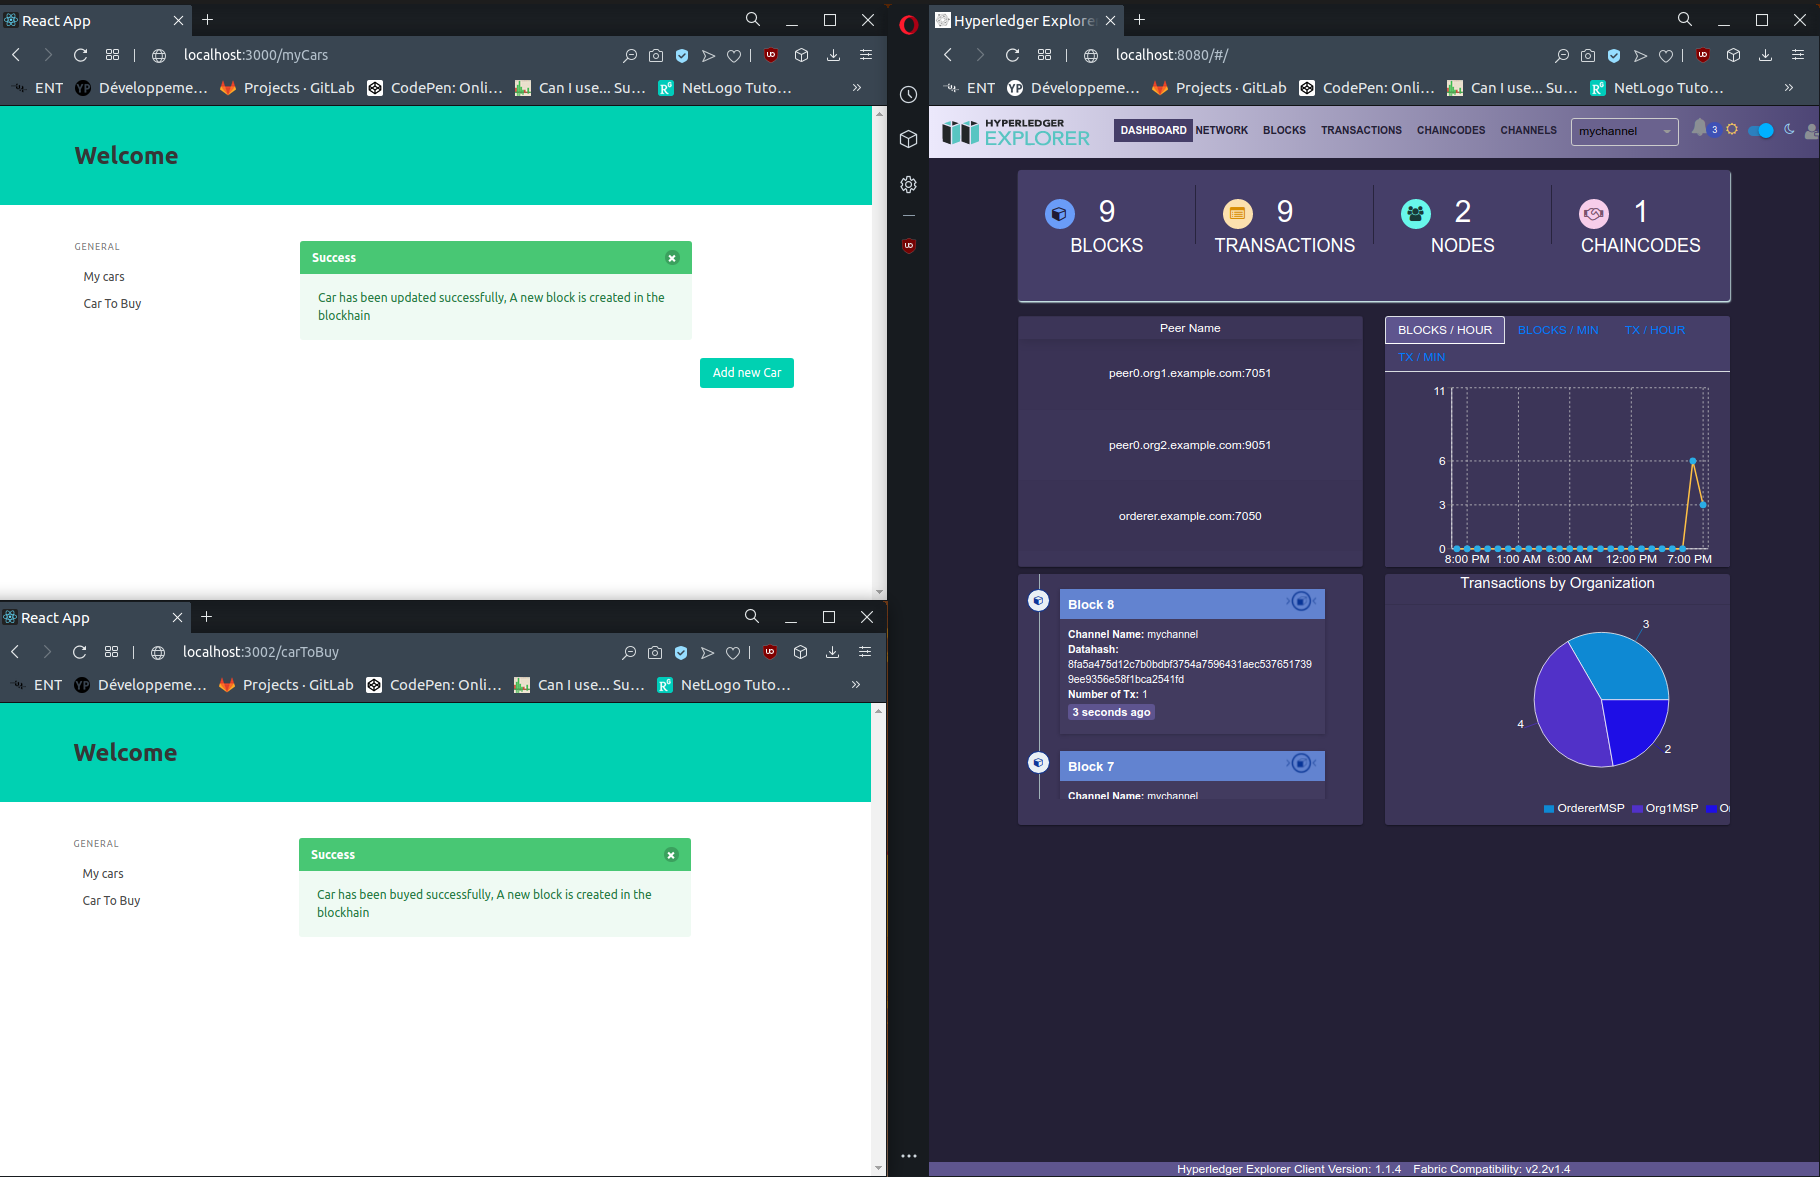 React App
localhost:3000/myCars
ENT
Développeme...
Projects · GitLab
CodePen: Onli...
Can I use... Su...
NetLogo Tuto...
Welcome
GENERAL
My cars
Car To Buy
Success
Car has been updated successfully, A new block is created in the
blockhain
Add new Car
React App
localhost:3002/carToBuy
ENT
Développeme...
Projects · GitLab
CodePen: Onli...
Can I use... Su...
NetLogo Tuto...
Welcome
GENERAL
My cars
Car To Buy
Success
Car has been buyed successfully, A new block is created in the
blockhain
Hyperledger Explore
localhost:8080/#/
ENT
Développeme...
Projects · GitLab
CodePen: Onli...
Can I use... Su...
NetLogo Tuto...
HYPERLEDGER
EXPLORER
DASHBOARD
NETWORK
BLOCKS
TRANSACTIONS
CHAINCODES
CHANNELS
mychannel
3
9
BLOCKS
9
TRANSACTIONS
2
NODES
1
CHAINCODES
Peer Name
peer0.org1.example.com:7051
peer0.org2.example.com:9051
orderer.example.com:7050
BLOCKS / HOUR
BLOCKS / MIN
TX / HOUR
TX / MIN
11
6
3
0
8:00 PM 1:00 AM 6:00 AM 12:00 PM 7:00 PM
Block 8
Channel Name: mychannel
Datahash:
8fa5a475d12c7b0bdbf3754a7596431aec537651739
9ee9356e58f1bca2541fd
Number of Tx: 1
3 seconds ago
Block 7
Channel Name: mychannel
Transactions by Organization
3
4
2
OrdererMSP
Org1MSP
Hyperledger Explorer Client Version: 1.1.4 Fabric Compatibility: v2.2v1.4